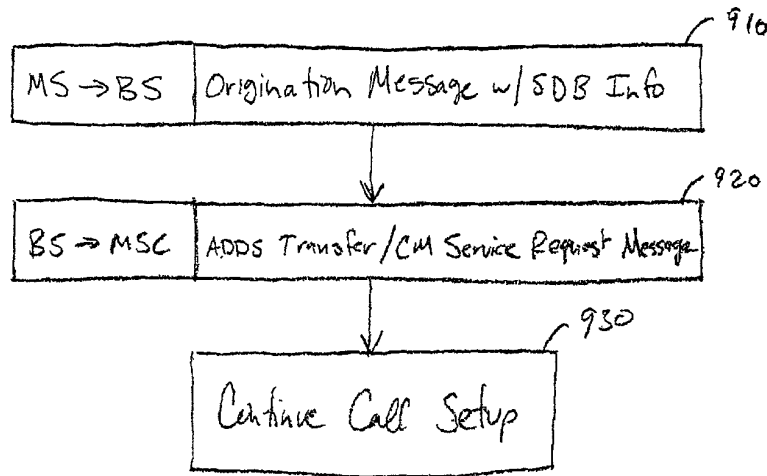 910
MS → BS Origination Message w/ SDB Info
920
BS → MSC ADDS Transfer/CM Service Request Message
930
Continue Call Setup